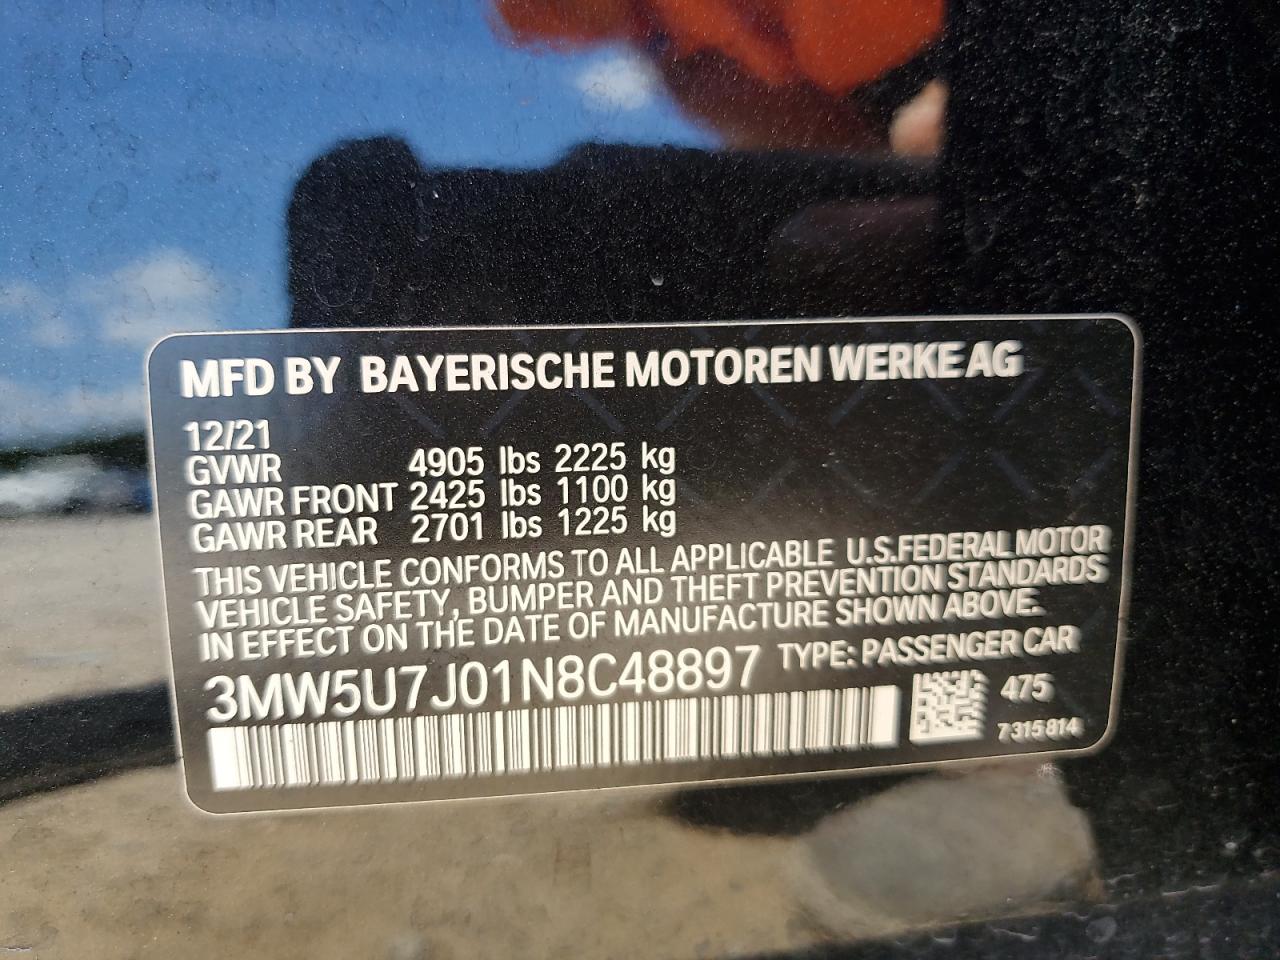 MFD BY BAYERISCHE MOTOREN WERKE AG
12/21
GVWR 4905 lbs 2225 kg
GAWR FRONT 2425 lbs 1100 kg
GAWR REAR 2701 lbs 1225 kg
THIS VEHICLE CONFORMS TO ALL APPLICABLE U.S.FEDERAL MOTOR
VEHICLE SAFETY, BUMPER AND THEFT PREVENTION STANDARDS
IN EFFECT ON THE DATE OF MANUFACTURE SHOWN ABOVE.
3MW5U7J01N8C48897 TYPE: PASSENGER CAR
475
7315814